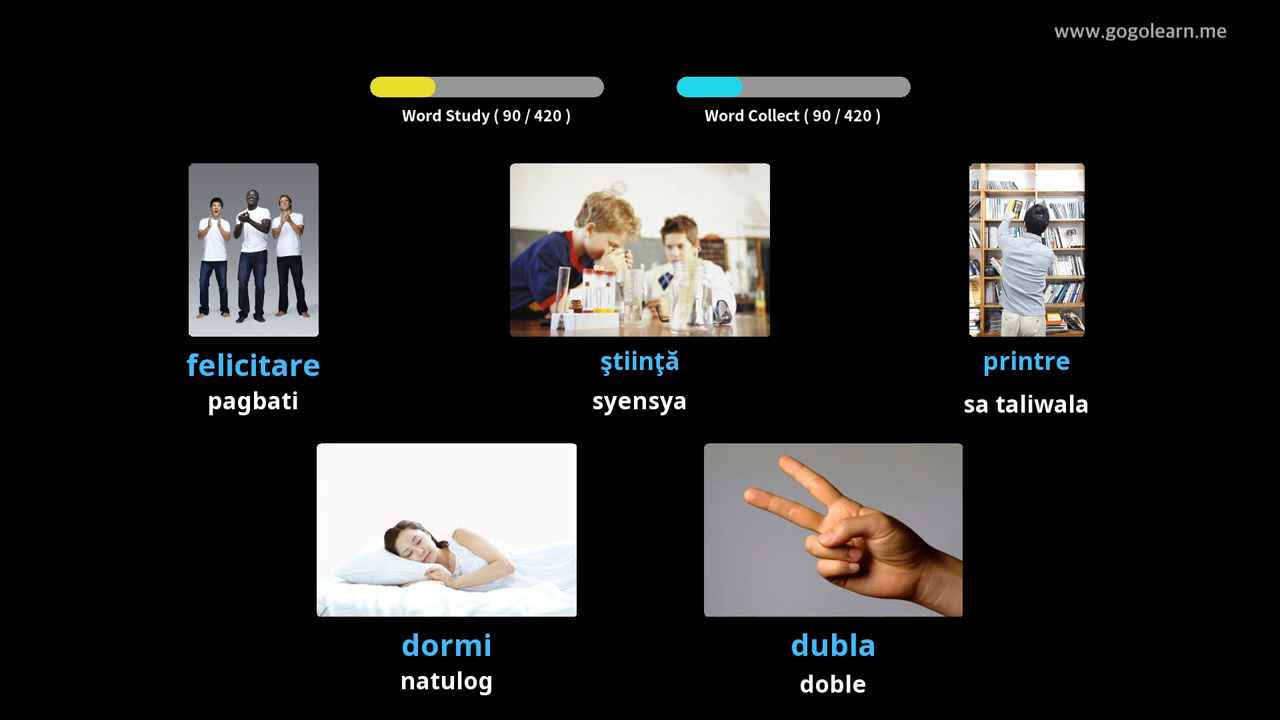 www.gogolearn.me
Word Study ( 90 / 420 )
Word Collect ( 90 / 420 )
felicitare
pagbati
ştiinţă
syensya
printre
sa taliwala
dormi
natulog
dubla
doble